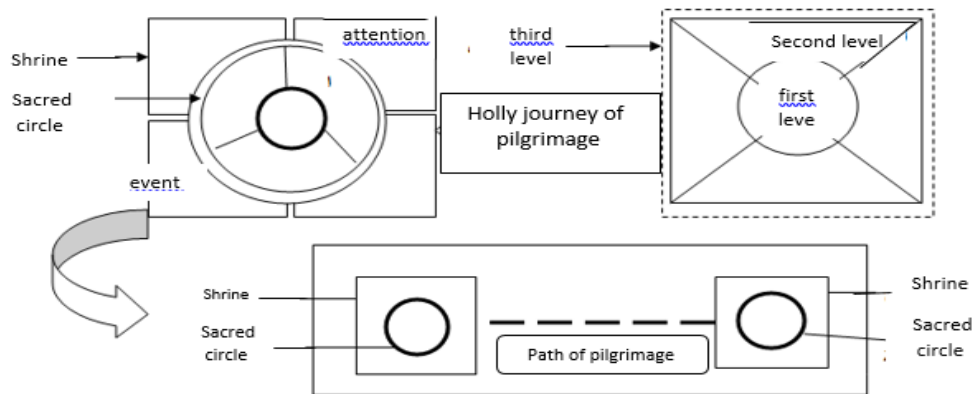 attention
third
level
Second level
Shrine
Sacred
circle
Holly journey of
pilgrimage
first
leve
event
Shrine
Sacred
circle
Path of pilgrimage
Shrine
Sacred
circle